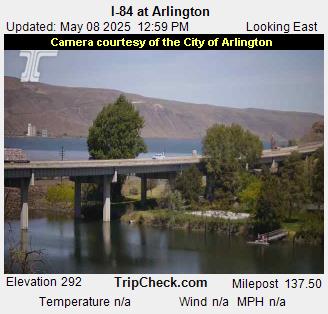 I-84 at Arlington
Updated: May 08 2025 12:59 PM Looking East
Camera courtesy of the City of Arlington
Elevation 292 TripCheck.com Milepost 137.50
Temperature n/a Wind n/a MPH n/a